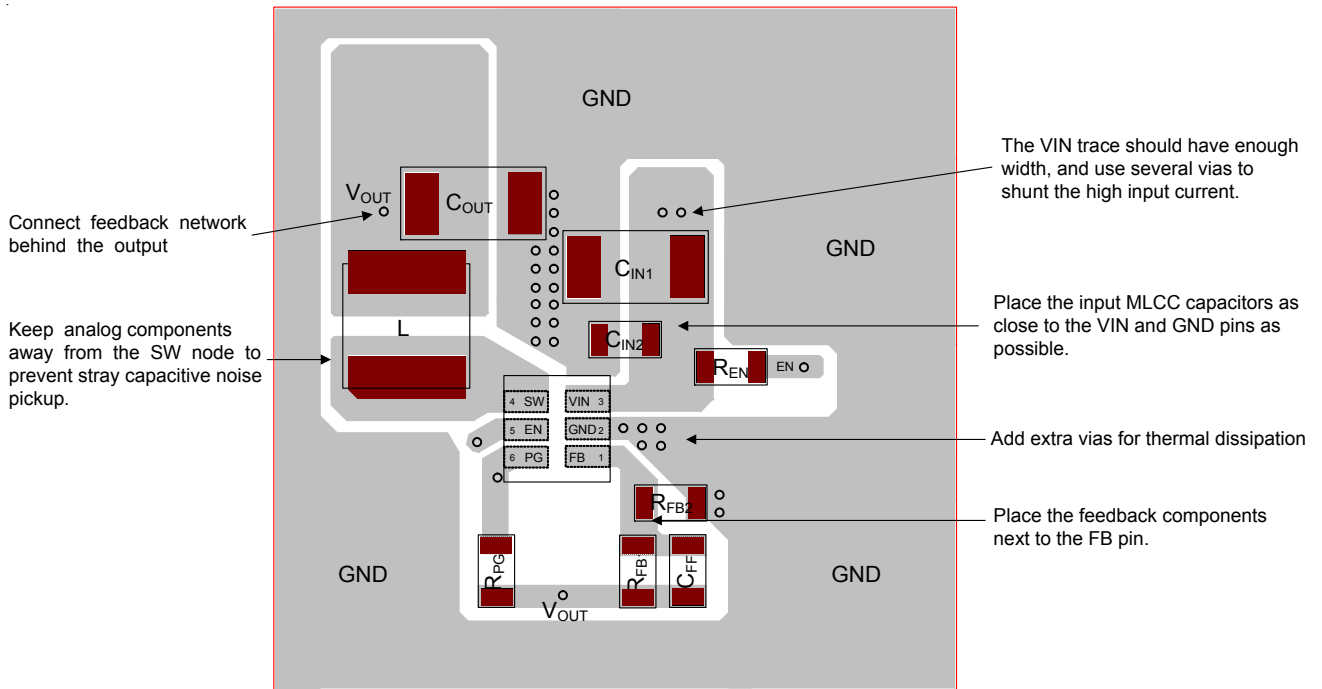 GND
The VIN trace should have enough
width, and use several vias to
shunt the high input current.
VOUT
COUT
Connect feedback network
behind the output
GND
CIN1
Place the input MLCC capacitors as
close to the VIN and GND pins as
possible.
Keep analog components
away from the SW node to
prevent stray capacitive noise
pickup.
L
CIN2
REN
EN
4 SW
VIN 3
5 EN
GND 2
6 PG
FB 1
Add extra vias for thermal dissipation
RFB2
Place the feedback components
next to the FB pin.
GND
RPG
RFB1
CFF
GND
VOUT